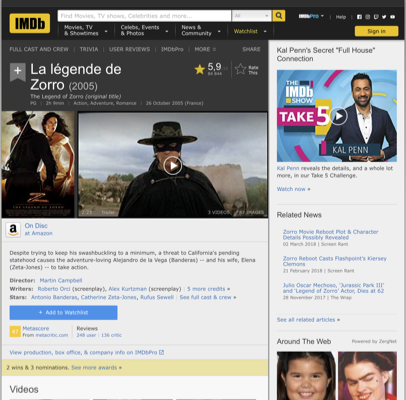 IMDb
Find Movies, TV shows, Celebrities and more...
All
Movies, TV & Showtimes
Celebs, Events & Photos
News & Community
Watchlist
IMDbPro
Help
Sign in
FULL CAST AND CREW | TRIVIA | USER REVIEWS | IMDbPro | MORE
SHARE
La légende de
Zorro (2005)
The Legend of Zorro (original title)
PG | 2h 9min | Action, Adventure, Romance | 26 October 2005 (France)
5,9
Rate This
Trailer
3 VIDEOS
IMAGES
On Disc
at Amazon
Despite trying to keep his swashbuckling to a minimum, a threat to California's pending
statehood causes the adventure-loving Alejandro de la Vega (Banderas) -- and his wife, Elena
(Zeta-Jones) -- to take action.
Director: Martin Campbell
Writers: Roberto Orci (screenplay), Alex Kurtzman (screenplay) | 5 more credits »
Stars: Antonio Banderas, Catherine Zeta-Jones, Rufus Sewell | See full cast & crew »
+ Add to Watchlist
Metascore
From metacritic.com
Reviews
248 user | 136 critic
View production, box office, & company info on IMDbPro
2 wins & 3 nominations. See more awards »
Videos
Kal Penn's Secret "Full House"
Connection
THE
IMDb
SHOW
TAKE 5
KAL PENN
Kal Penn reveals the details, and a whole lot
more, in our Take 5 Challenge.
Watch now »
Related News
Zorro Movie Reboot Plot & Character
Details Possibly Revealed
02 March 2018 | Screen Rant
Zorro Reboot Casts Flashpoint's Kiersey
Clemons
21 February 2018 | Screen Rant
Julio Oscar Mechoso, 'Jurassic Park III'
and 'Legend of Zorro' Actor, Dies at 62
28 November 2017 | The Wrap
See all related articles »
Around The Web
Powered by ZergNet